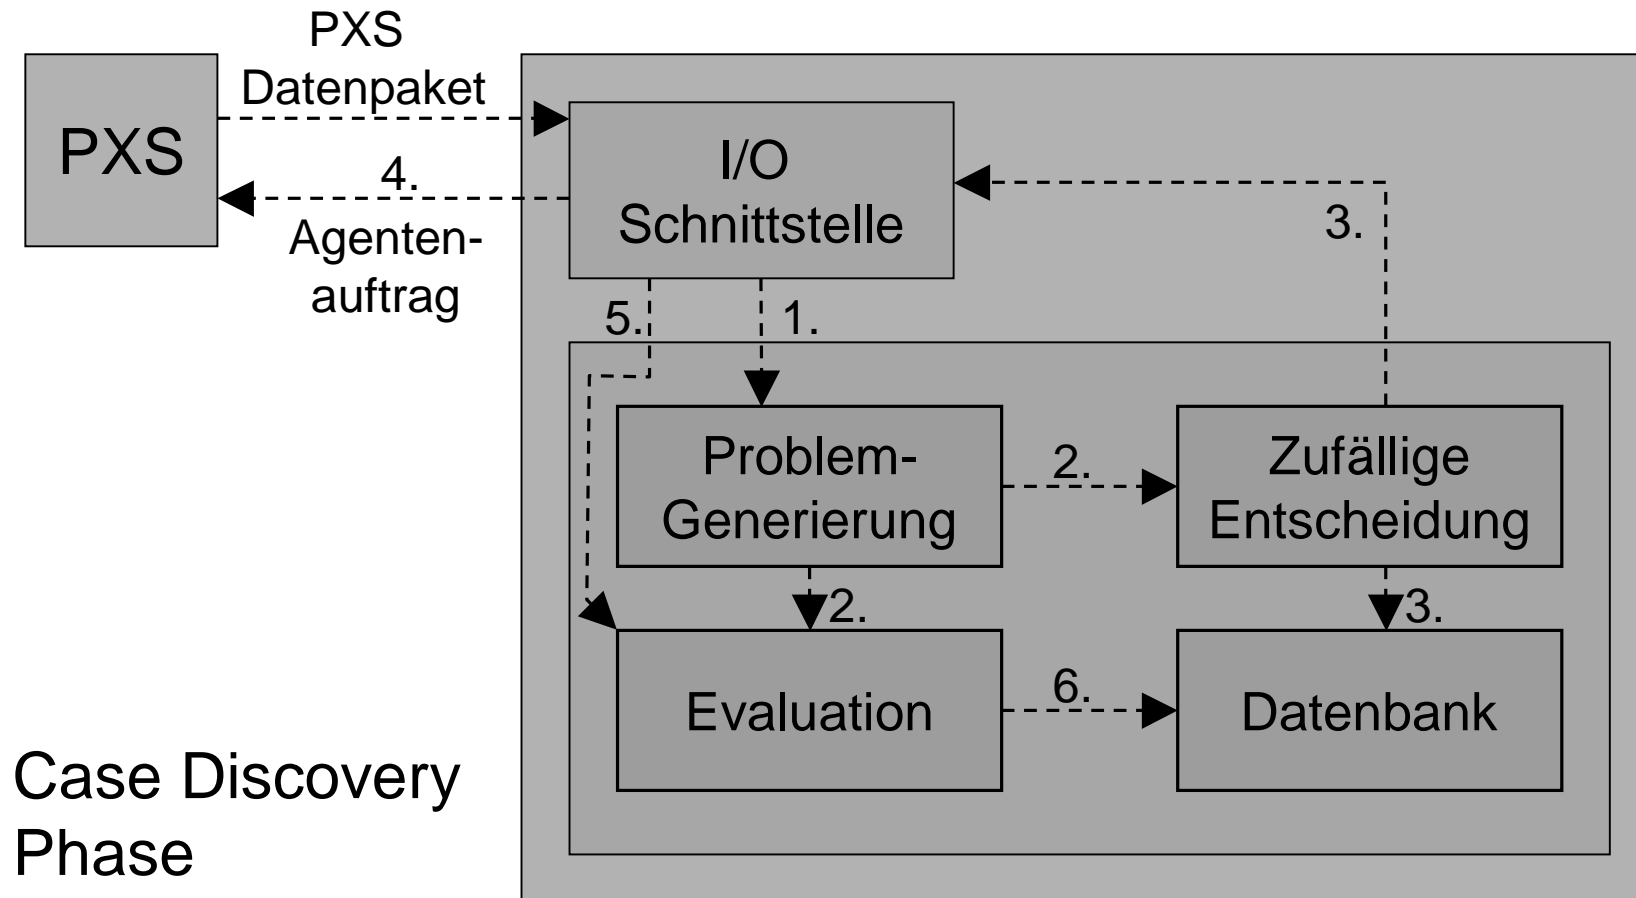 PXS
Datenpaket
PXS
4.
Agenten-
auftrag
I/O
Schnittstelle
3.
5.
1.
Problem-
Generierung
2.
Zufällige
Entscheidung
2.
3.
Evaluation
6.
Datenbank
Case Discovery
Phase